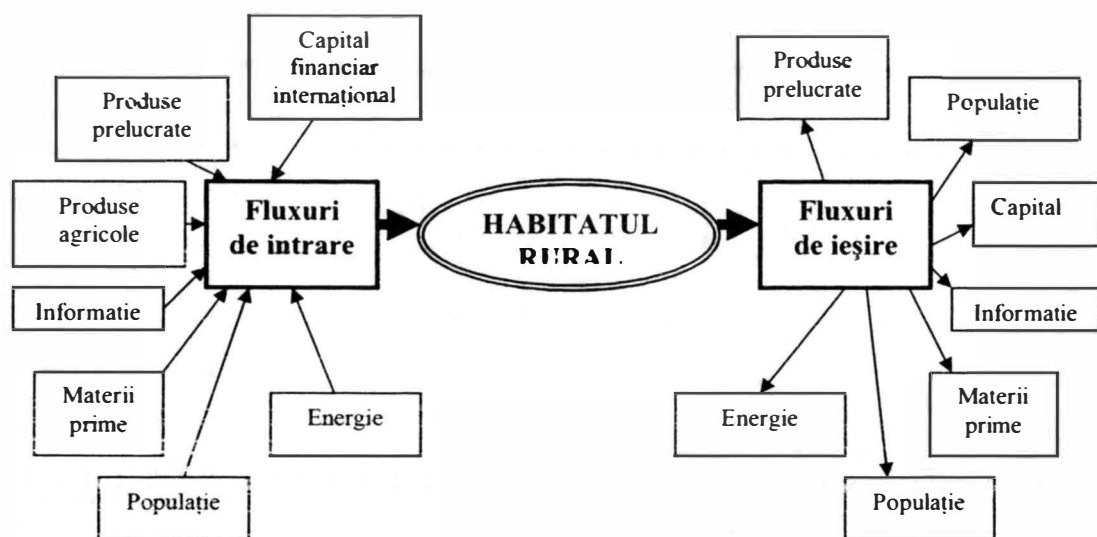 Capital
financiar
internațional
Produse
prelucrate
Produse
agricole
Informatie
Materii
prime
Populație
Energie
Fluxuri
de intrare
HABITATUL
RURAL
Fluxuri
de ieşire
Produse
prelucrate
Populație
Capital
Informatie
Materii
prime
Populație
Energie